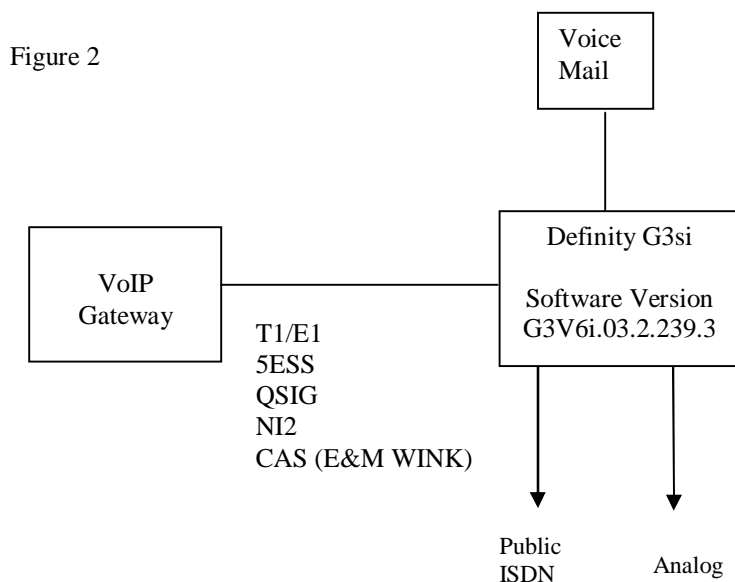 Figure 2
Voice
Mail
VoIP
Gateway
Definity G3si
Software Version
G3V6i.03.2.239.3
T1/E1
5ESS
QSIG
NI2
CAS (E&M WINK)
Public
ISDN
Analog